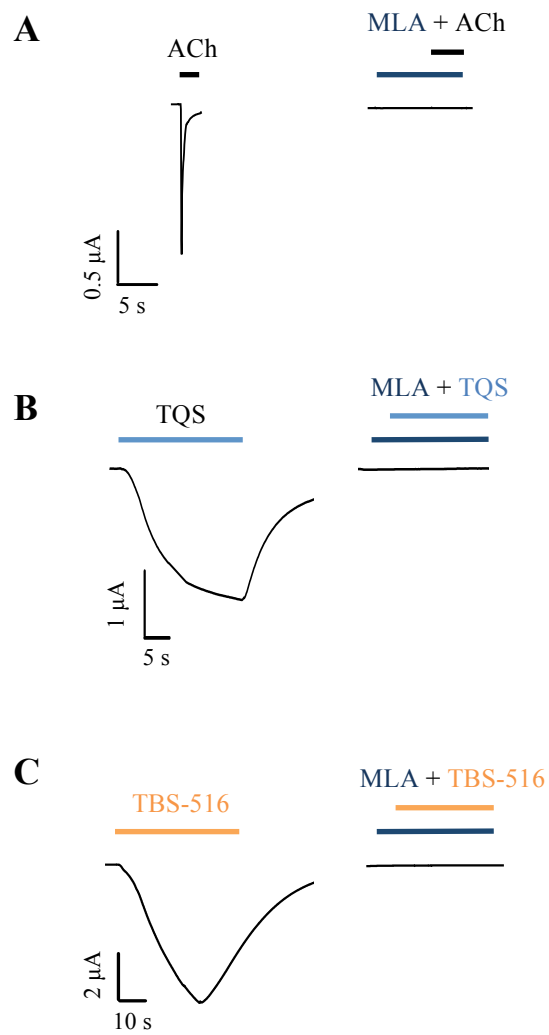 A
ACh
MLA + ACh
0.5 μA
5 s
B
TQS
MLA + TQS
1 μA
5 s
C
TBS-516
MLA + TBS-516
2 μA
10 s